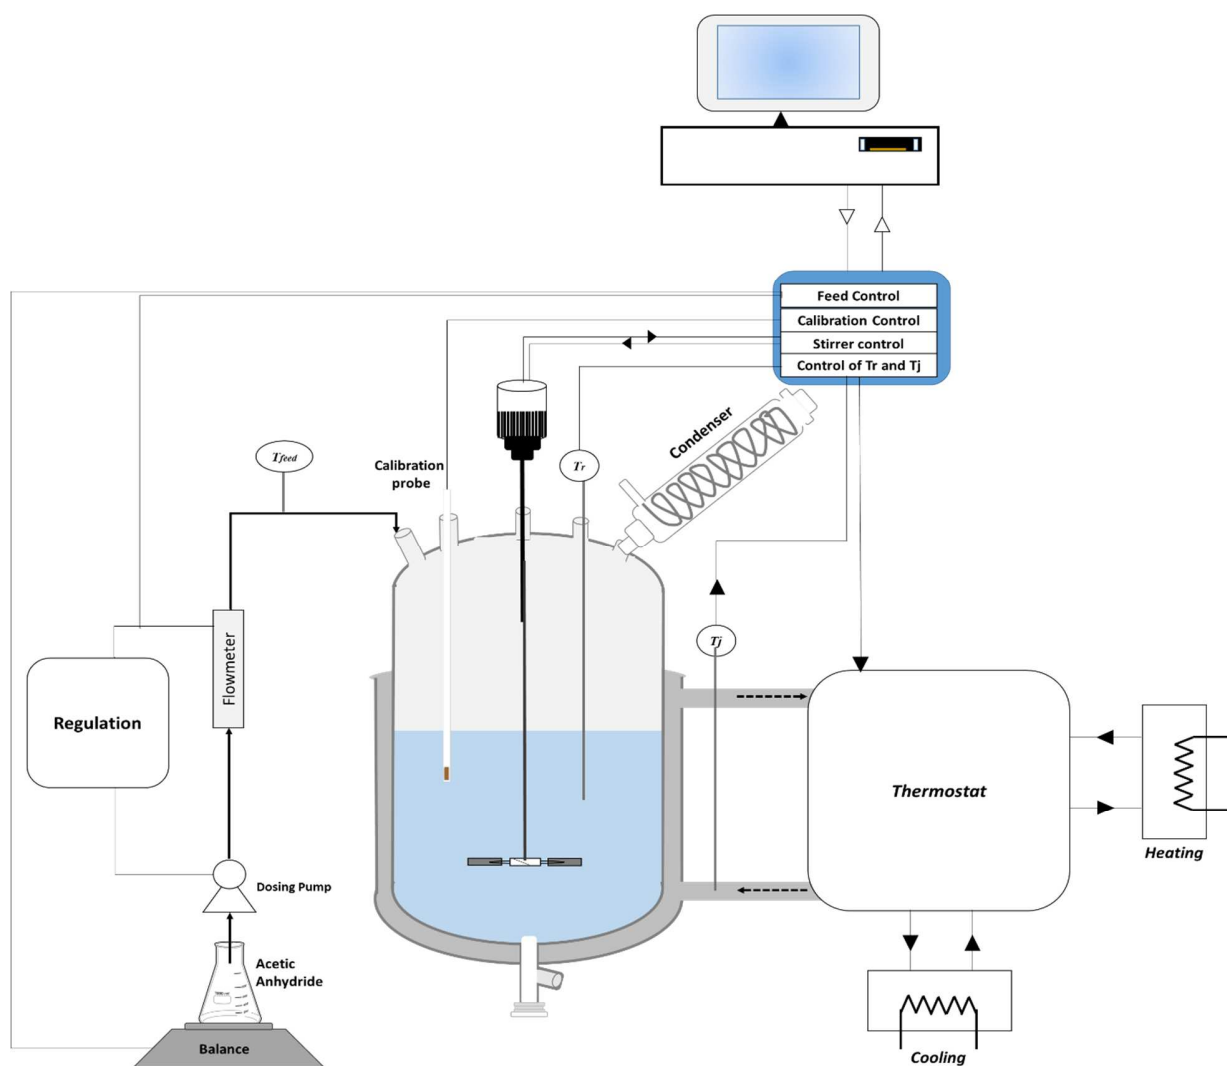 Feed Control
Calibration Control
Stirrer control
Control of Tr and Tj
Condenser
Tfeed
Calibration
probe
Tr
Tj
Flowmeter
Regulation
Thermostat
Heating
Dosing Pump
Acetic
Anhydride
Balance
Cooling